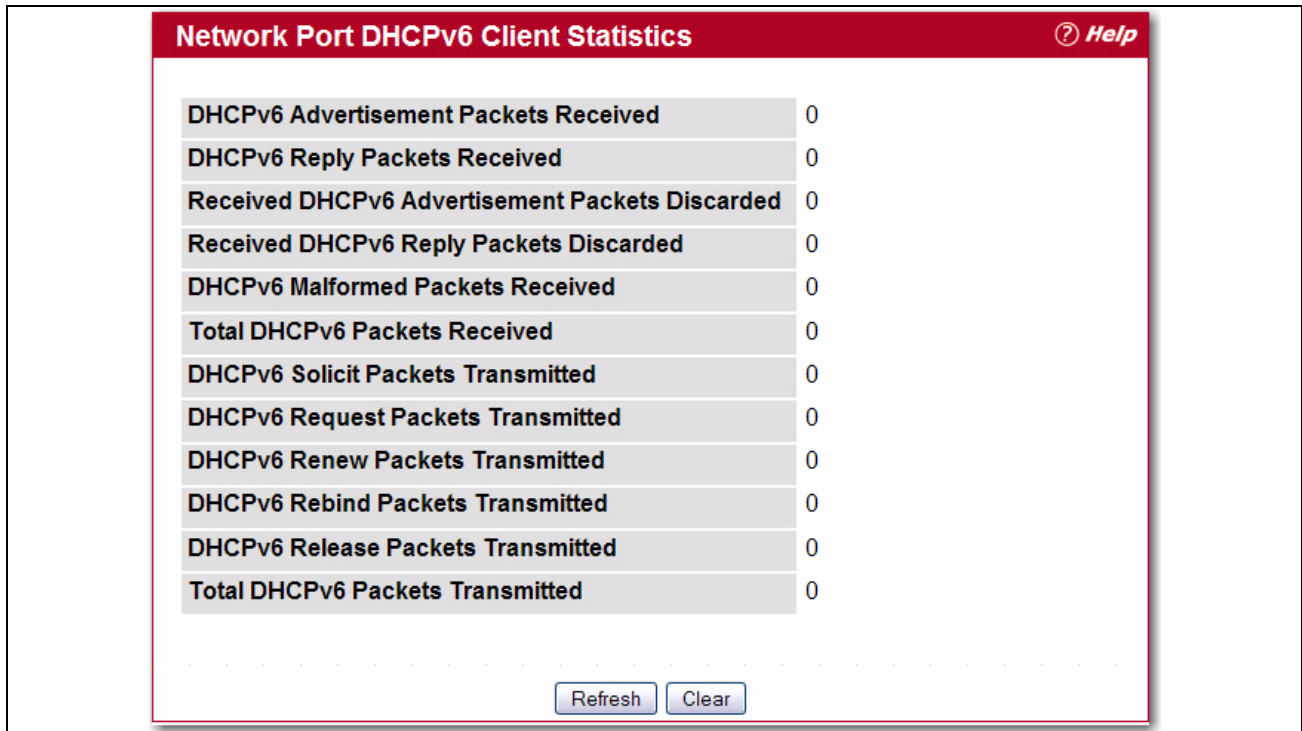 Network Port DHCPv6 Client Statistics ? Help
DHCPv6 Advertisement Packets Received 0
DHCPv6 Reply Packets Received 0
Received DHCPv6 Advertisement Packets Discarded 0
Received DHCPv6 Reply Packets Discarded 0
DHCPv6 Malformed Packets Received 0
Total DHCPv6 Packets Received 0
DHCPv6 Solicit Packets Transmitted 0
DHCPv6 Request Packets Transmitted 0
DHCPv6 Renew Packets Transmitted 0
DHCPv6 Rebind Packets Transmitted 0
DHCPv6 Release Packets Transmitted 0
Total DHCPv6 Packets Transmitted 0
Refresh Clear